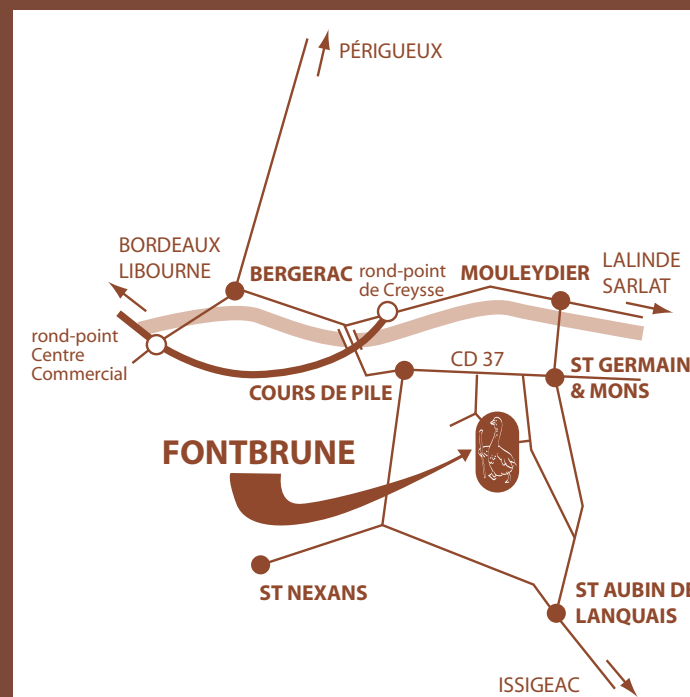 PÉRIGUEUX
BORDEAUX
LIBOURNE
BERGERAC
rond-point
de Creysse
MOULEYDIER
LALINDE
SARLAT
rond-point
Centre
Commercial
CD 37
COURS DE PILE
ST GERMAIN
& MONS
FONTBRUNE
ST NEXANS
ST AUBIN DE
LANQUAIS
ISSIGEAC